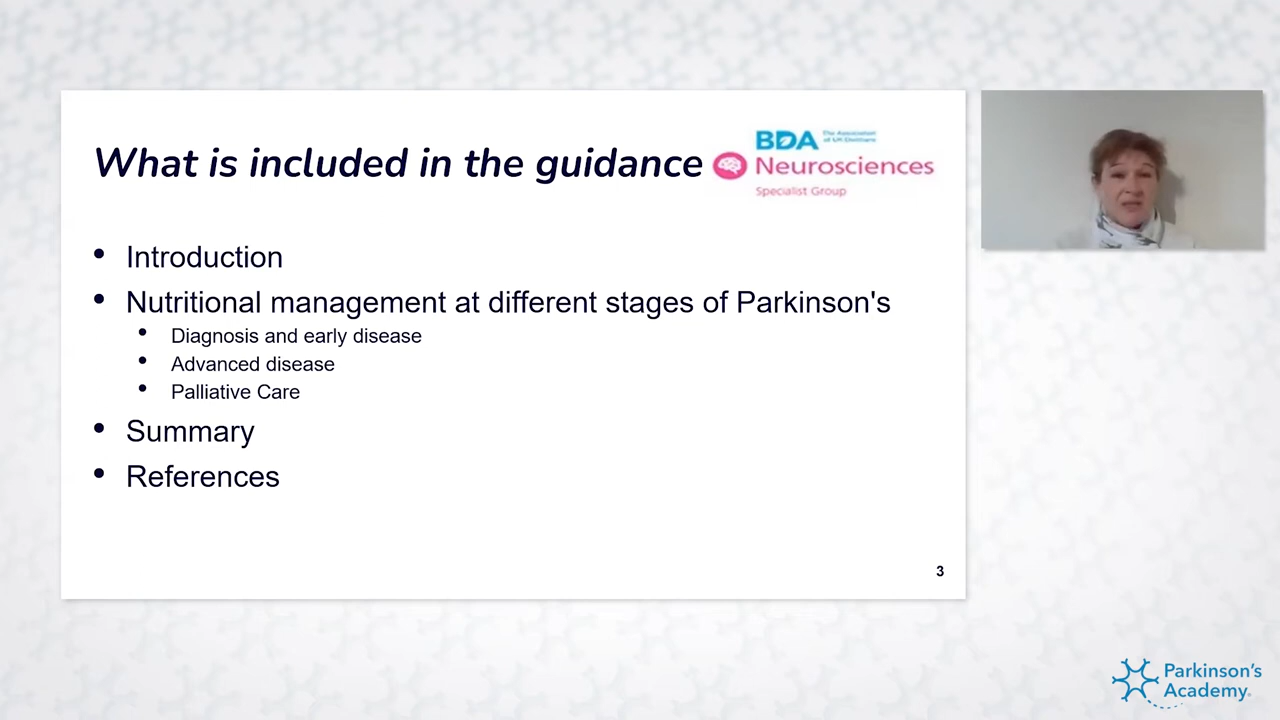 What is included in the guidance
BDA The Association of UK Dietitians
Neurosciences
Specialist Group
• Introduction
• Nutritional management at different stages of Parkinson's
• Diagnosis and early disease
• Advanced disease
• Palliative Care
• Summary
• References
3
Parkinson's
Academy